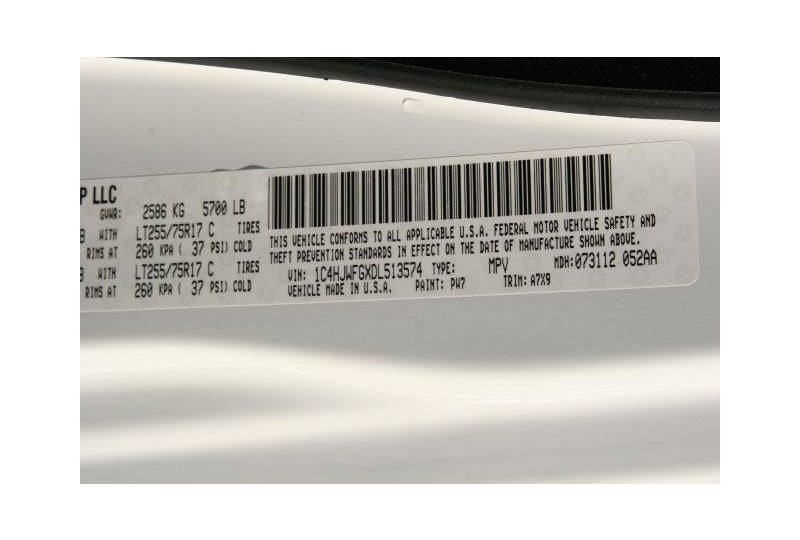 P LLC
GVWR: 2586 KG 5700 LB
WITH LT255/75R17 C TIRES
RIMS AT 260 KPA ( 37 PSI) COLD
WITH LT255/75R17 C TIRES
RIMS AT 260 KPA ( 37 PSI) COLD
THIS VEHICLE CONFORMS TO ALL APPLICABLE U.S.A. FEDERAL MOTOR VEHICLE SAFETY AND
THEFT PREVENTION STANDARDS IN EFFECT ON THE DATE OF MANUFACTURE SHOWN ABOVE.
VIN: 1C4HJWFGXDL513574 TYPE: MPV MDH: 073112 052AA
VEHICLE MADE IN U.S.A. PAINT: PW7 TRIM: A7X9